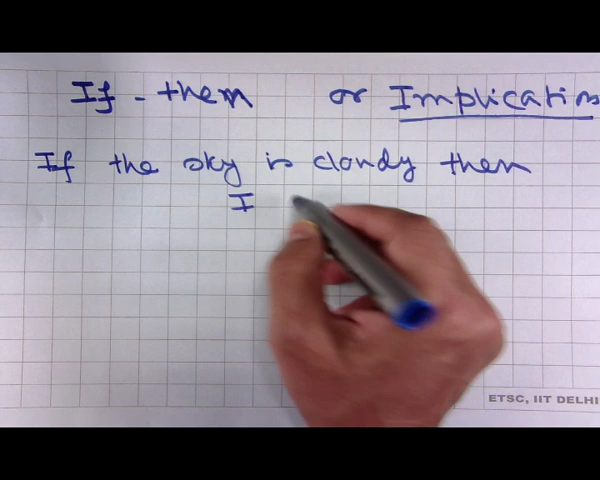 If - then or Implication
If the sky is cloudy then
I
ETSC, IIT DELHI